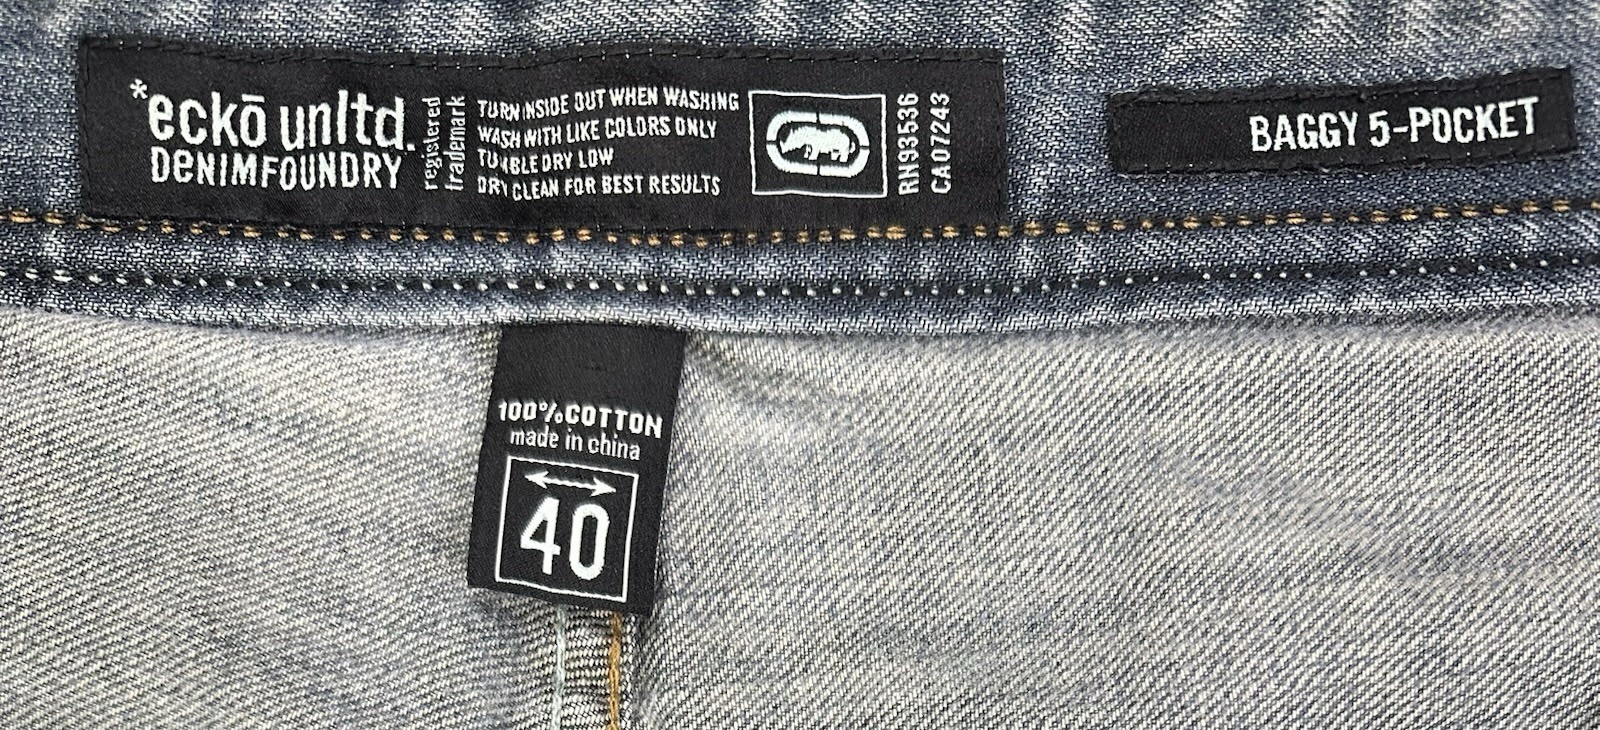 *eckō unltd.
DENIMFOUNDRY
registered
trademark
TURN INSIDE OUT WHEN WASHING
WASH WITH LIKE COLORS ONLY
TUMBLE DRY LOW
DRY CLEAN FOR BEST RESULTS
RN93536
CA07243
BAGGY 5-POCKET
100%COTTON
made in china
40